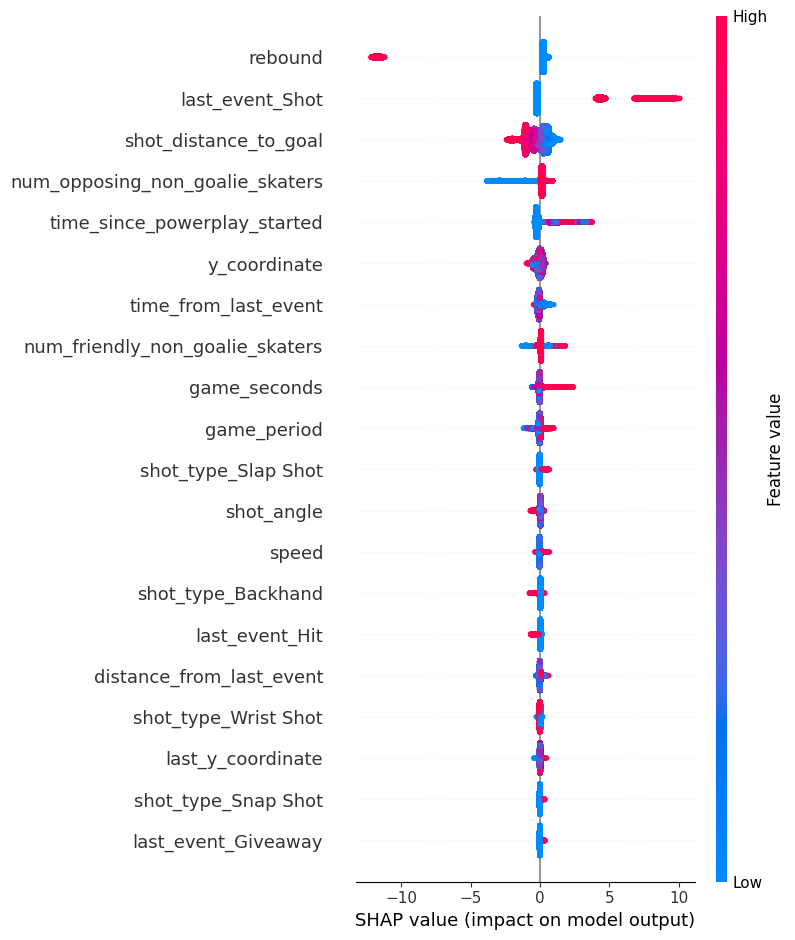 High
rebound
last_event_Shot
shot_distance_to_goal
num_opposing_non_goalie_skaters
time_since_powerplay_started
y_coordinate
time_from_last_event
num_friendly_non_goalie_skaters
game_seconds
game_period
shot_type_Slap Shot
shot_angle
speed
shot_type_Backhand
last_event_Hit
distance_from_last_event
shot_type_Wrist Shot
last_y_coordinate
shot_type_Snap Shot
last_event_Giveaway
Feature value
Low
−10 −5 0 5 10
SHAP value (impact on model output)